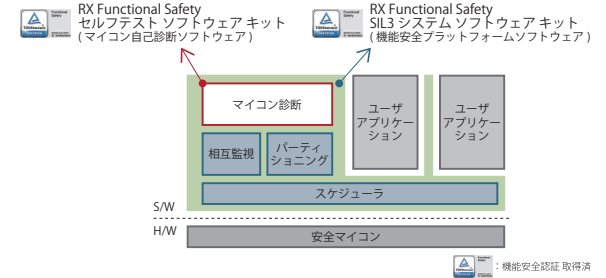 RX Functional Safety
セルフテスト ソフトウェア キット
( マイコン自己診断ソフトウェア )
RX Functional Safety
SIL3 システム ソフトウェア キット
( 機能安全プラットフォームソフトウェア )
マイコン診断
ユーザ
アプリケー
ション
ユーザ
アプリケー
ション
相互監視
パーティ
ショニング
スケジューラ
S/W
H/W
安全マイコン
: 機能安全認証 取得済